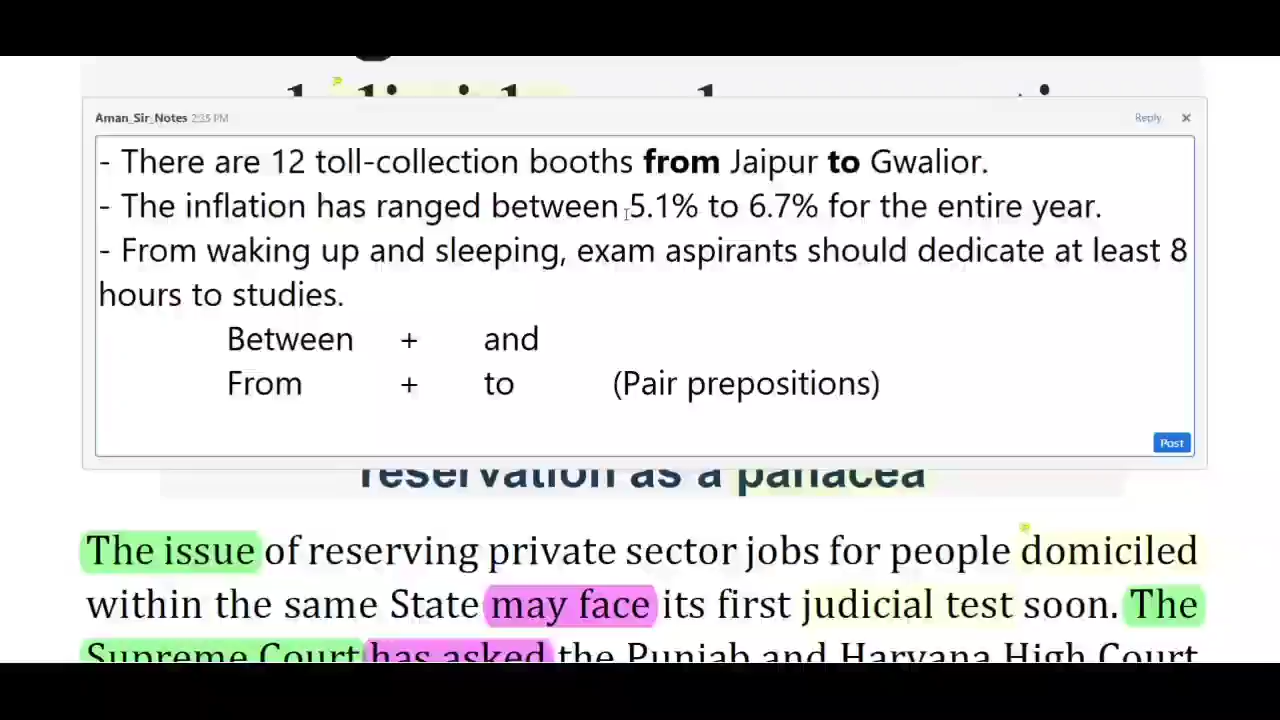 Aman_Sir_Notes 2:35 PM Reply ×
- There are 12 toll-collection booths from Jaipur to Gwalior.
- The inflation has ranged between 5.1% to 6.7% for the entire year.
- From waking up and sleeping, exam aspirants should dedicate at least 8
hours to studies.
Between + and
From + to (Pair prepositions)
Post
reservation as a panacea
The issue of reserving private sector jobs for people domiciled
within the same State may face its first judicial test soon. The
Supreme Court has asked the Punjab and Haryana High Court